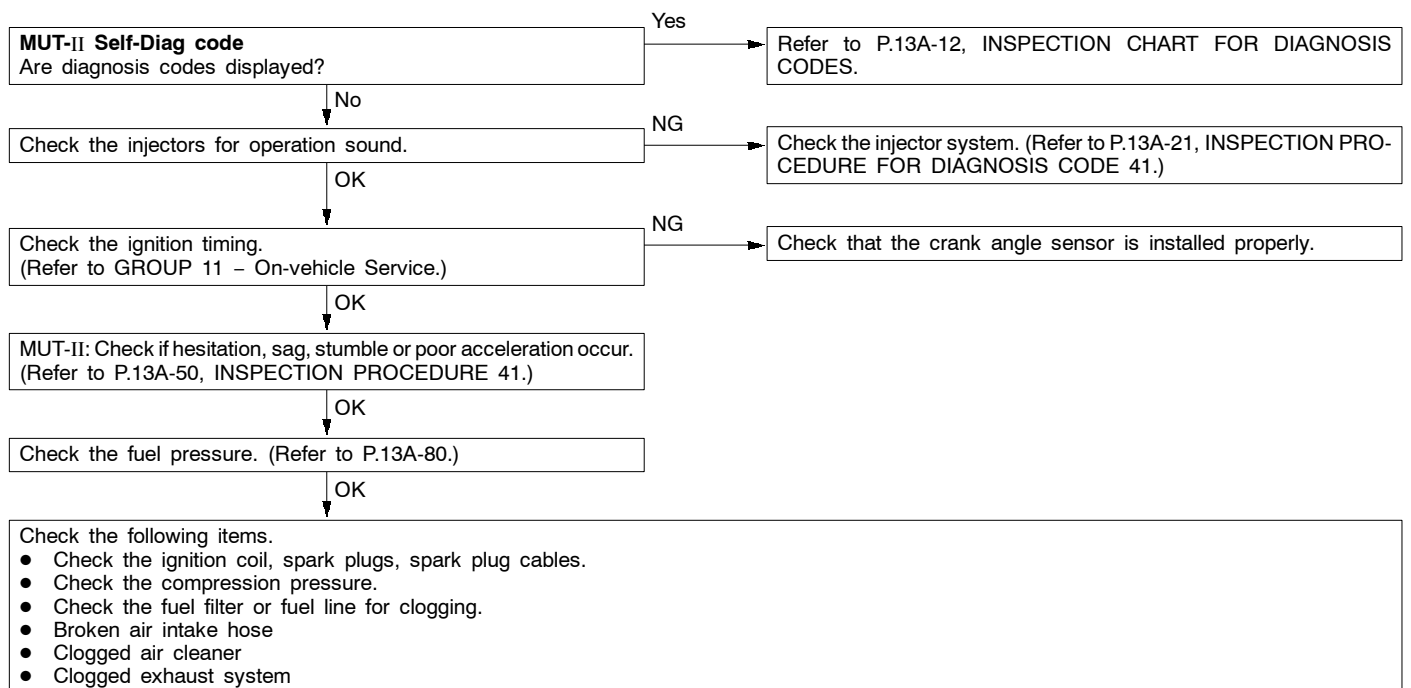 Yes
MUT-II Self-Diag code
Are diagnosis codes displayed?
Refer to P.13A-12, INSPECTION CHART FOR DIAGNOSIS
CODES.
No
Check the injectors for operation sound.
NG
Check the injector system. (Refer to P.13A-21, INSPECTION PRO-
CEDURE FOR DIAGNOSIS CODE 41.)
OK
Check the ignition timing.
(Refer to GROUP 11 – On-vehicle Service.)
NG
Check that the crank angle sensor is installed properly.
OK
MUT-II: Check if hesitation, sag, stumble or poor acceleration occur.
(Refer to P.13A-50, INSPECTION PROCEDURE 41.)
OK
Check the fuel pressure. (Refer to P.13A-80.)
OK
Check the following items.
● Check the ignition coil, spark plugs, spark plug cables.
● Check the compression pressure.
● Check the fuel filter or fuel line for clogging.
● Broken air intake hose
● Clogged air cleaner
● Clogged exhaust system